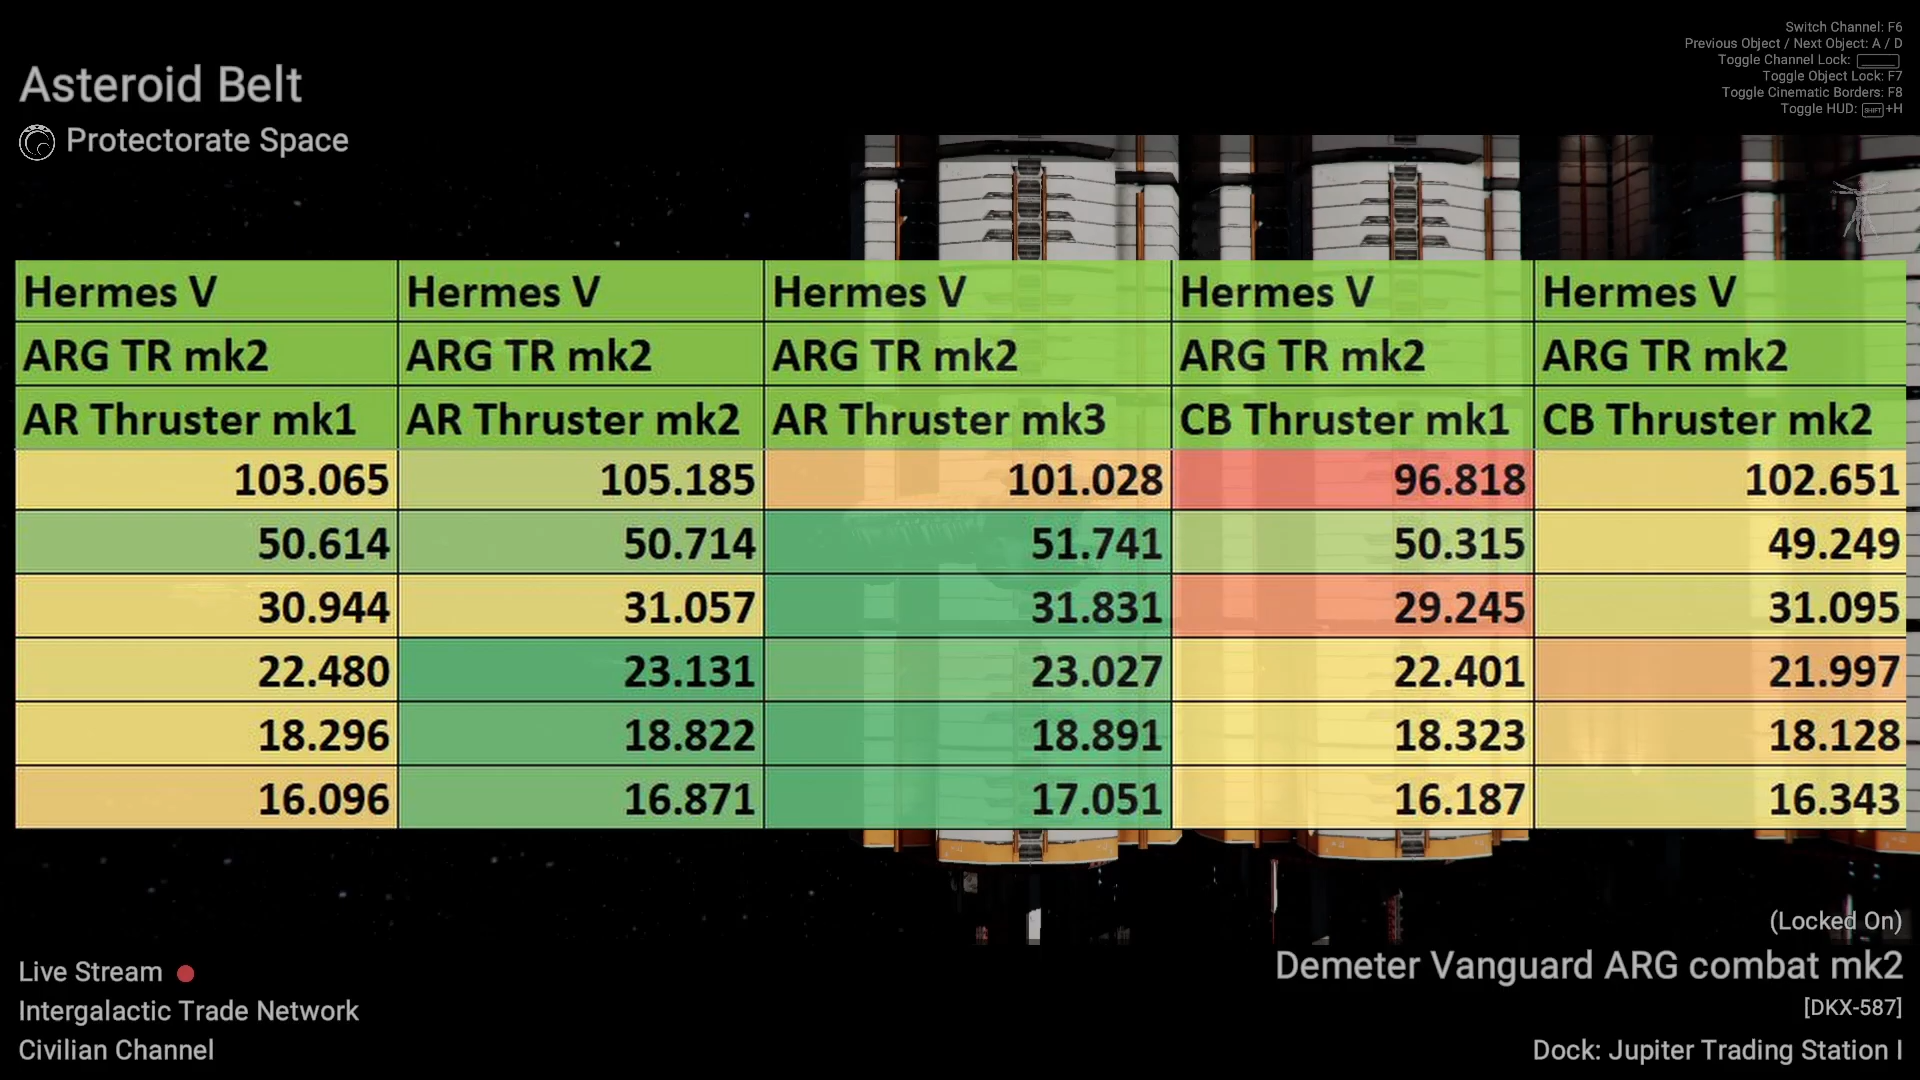 Switch Channel: F6
Previous Object / Next Object: A / D
Toggle Channel Lock:
Toggle Object Lock: F7
Toggle Cinematic Borders: F8
Toggle HUD: SHIFT +H
Asteroid Belt
Protectorate Space
Hermes V Hermes V Hermes V Hermes V Hermes V
ARG TR mk2 ARG TR mk2 ARG TR mk2 ARG TR mk2 ARG TR mk2
AR Thruster mk1 AR Thruster mk2 AR Thruster mk3 CB Thruster mk1 CB Thruster mk2
103.065 105.185 101.028 96.818 102.651
50.614 50.714 51.741 50.315 49.249
30.944 31.057 31.831 29.245 31.095
22.480 23.131 23.027 22.401 21.997
18.296 18.822 18.891 18.323 18.128
16.096 16.871 17.051 16.187 16.343
Live Stream
Intergalactic Trade Network
Civilian Channel
(Locked On)
Demeter Vanguard ARG combat mk2
[DKX-587]
Dock: Jupiter Trading Station I